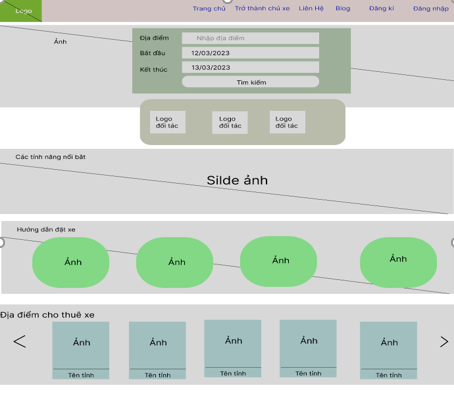 Logo
Trang chủ Trở thành chủ xe Liên Hệ Blog Đăng kí Đăng nhập
Ảnh
Địa điểm Nhập địa điểm
Bắt đầu 12/03/2023
Kết thúc 13/03/2023
Tìm kiếm
Logo đối tác
Logo đối tác
Logo đối tác
Các tính năng nổi bât
Silde ảnh
Hướng dẫn đặt xe
Ảnh Ảnh Ảnh Ảnh
Địa điểm cho thuê xe
Ảnh Ảnh Ảnh Ảnh Ảnh
Tên tỉnh Tên tỉnh Tên tỉnh Tên tỉnh Tên tỉnh